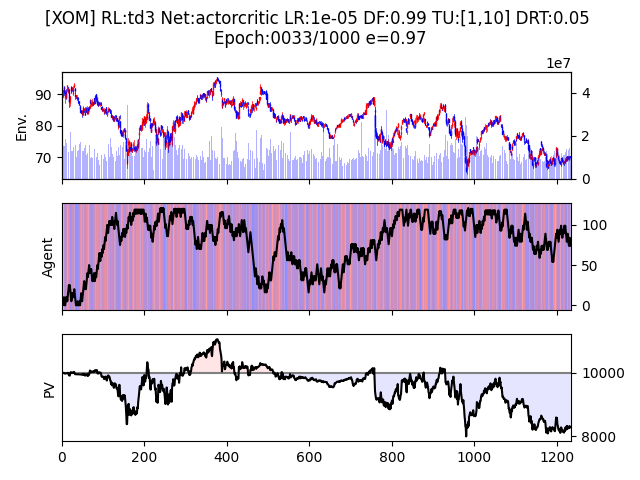 [XOM] RL:td3 Net:actorcritic LR:1e-05 DF:0.99 TU:[1,10] DRT:0.05
Epoch:0033/1000 e=0.97
1e7
Env.
90
80
70
4
2
0
Agent
100
50
0
PV
10000
8000
0 200 400 600 800 1000 1200